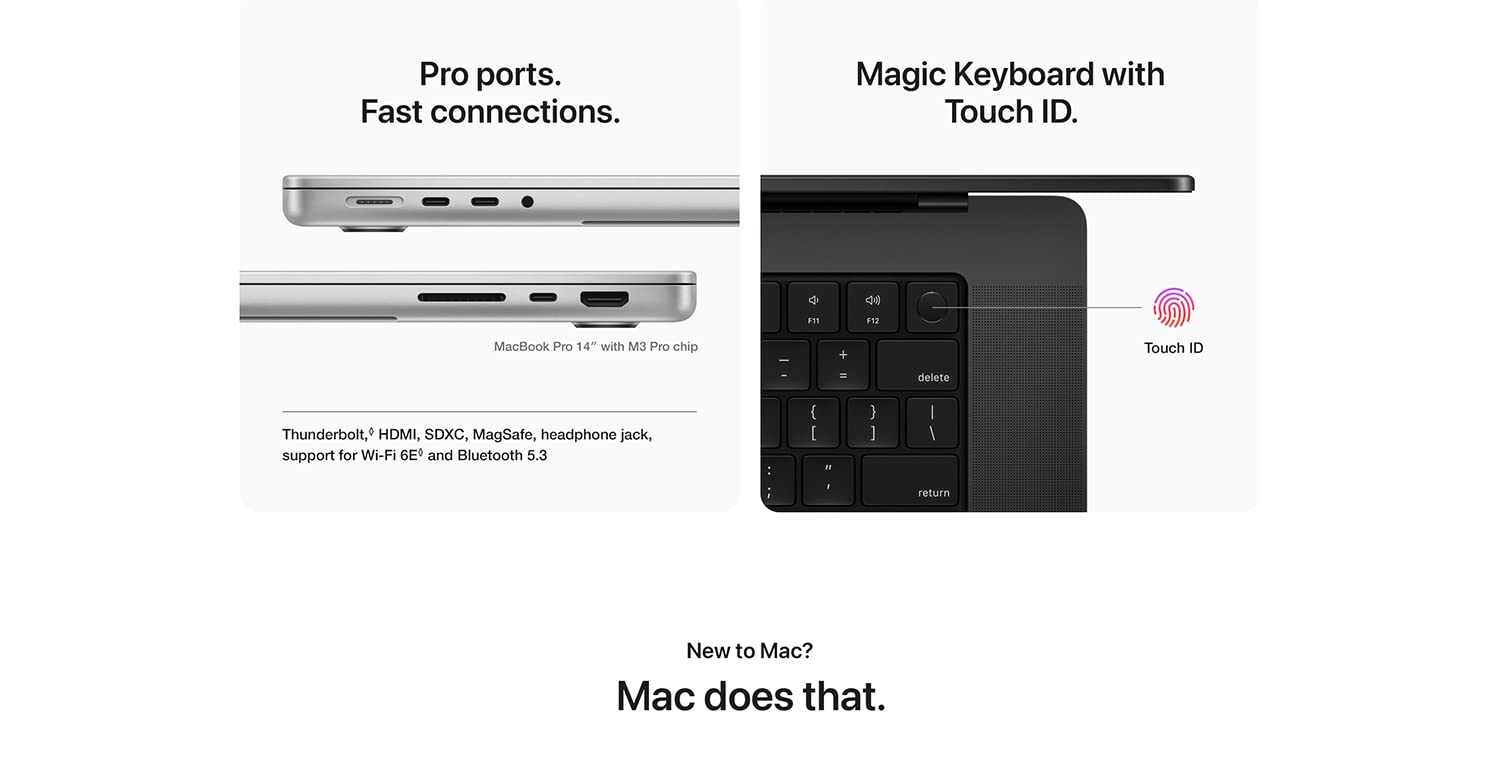 Pro ports.
Fast connections.
MacBook Pro 14″ with M3 Pro chip
Thunderbolt,◊ HDMI, SDXC, MagSafe, headphone jack,
support for Wi-Fi 6E◊ and Bluetooth 5.3
Magic Keyboard with
Touch ID.
F11
F12
Touch ID
— +
- =
delete
{ } |
[ ] \
: "
; '
return
New to Mac?
Mac does that.